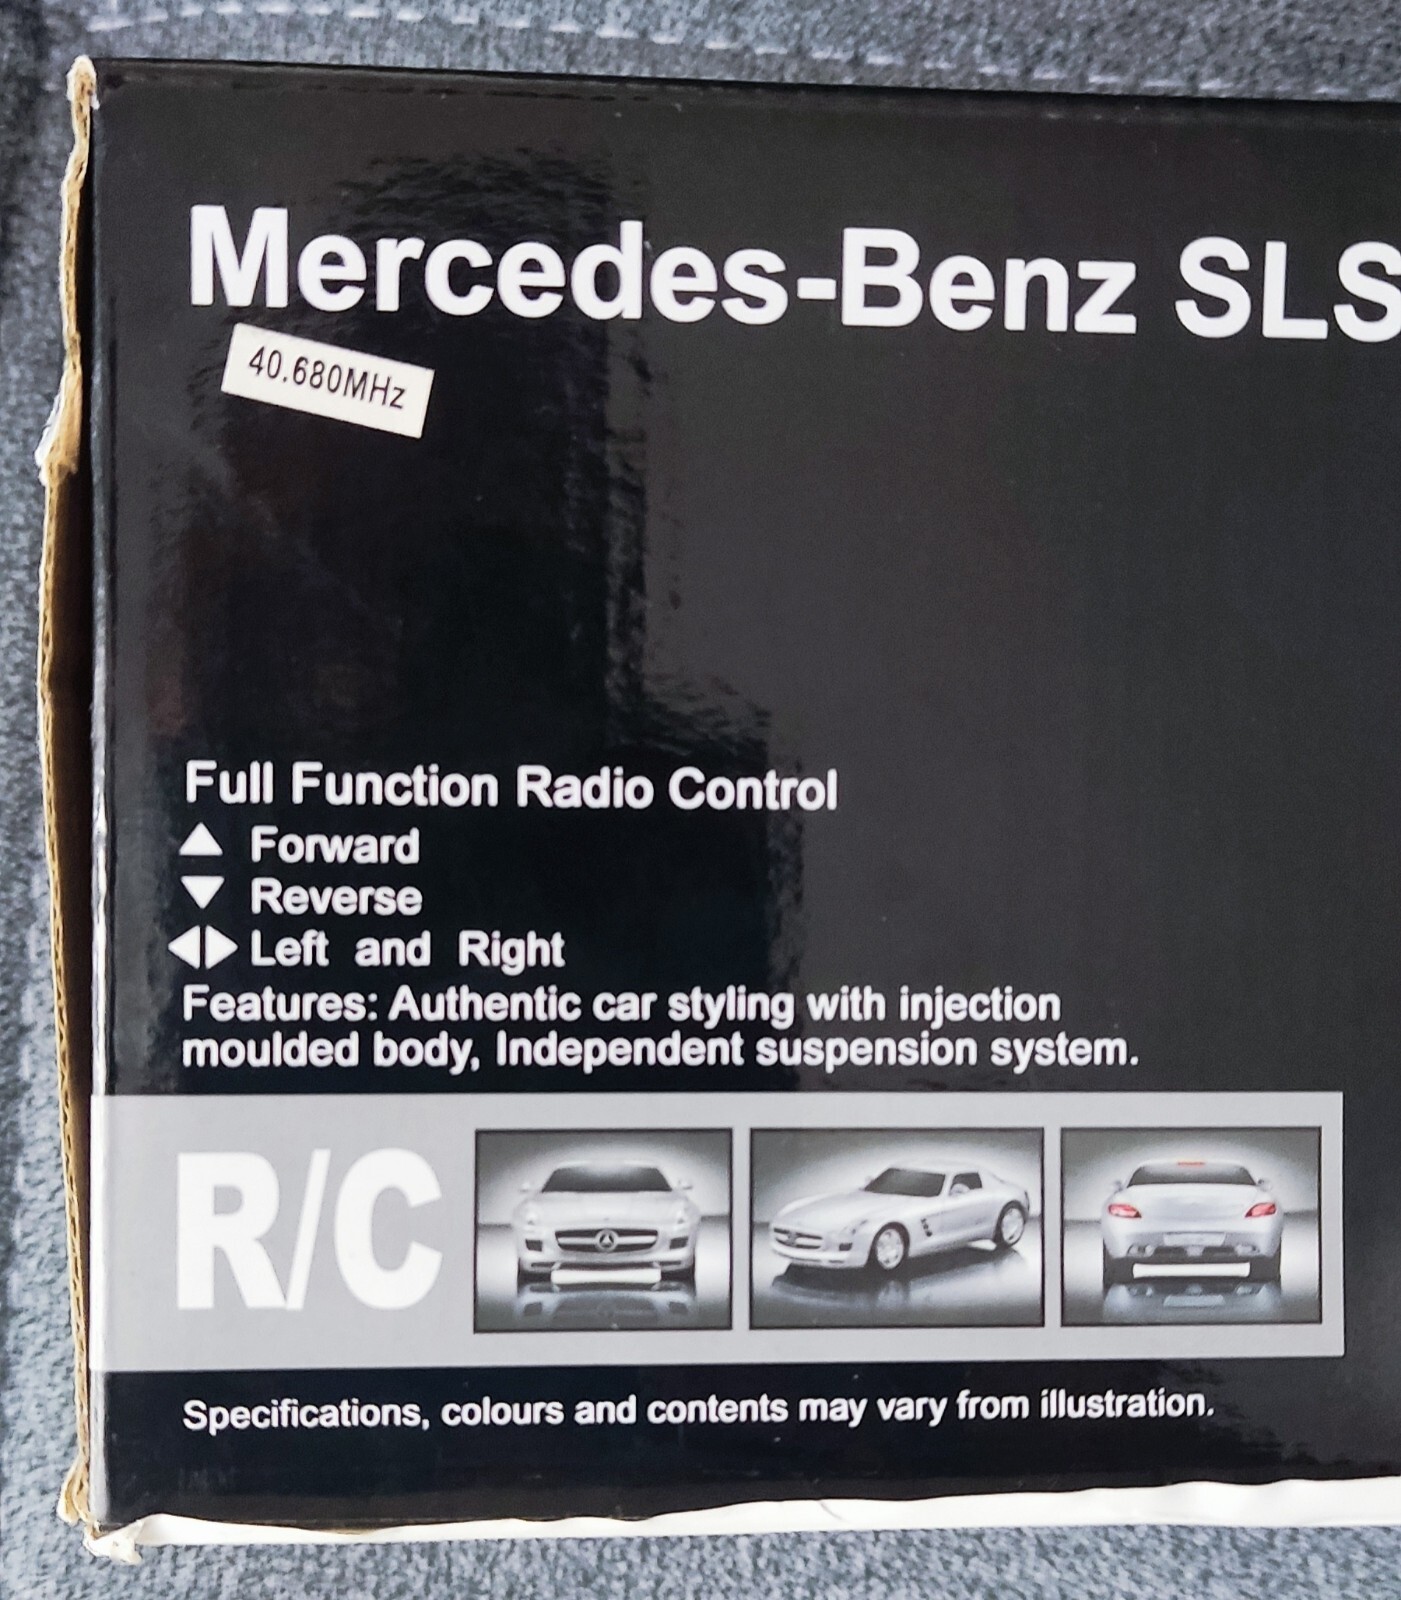 Mercedes-Benz SLS
40.680MHz
Full Function Radio Control
▲ Forward
▼ Reverse
◀▶ Left and Right
Features: Authentic car styling with injection
moulded body, Independent suspension system.
R/C
Specifications, colours and contents may vary from illustration.